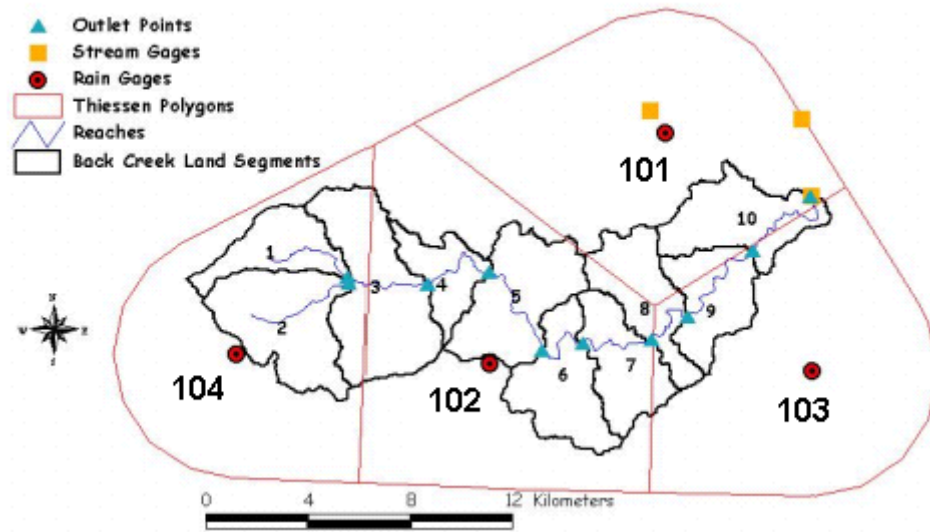 Outlet Points
Stream Gages
Rain Gages
Thiessen Polygons
Reaches
Back Creek Land Segments
101
10
1
3
4
5
2
8
9
6
7
104
102
103
N
W
E
S
0 4 8 12 Kilometers